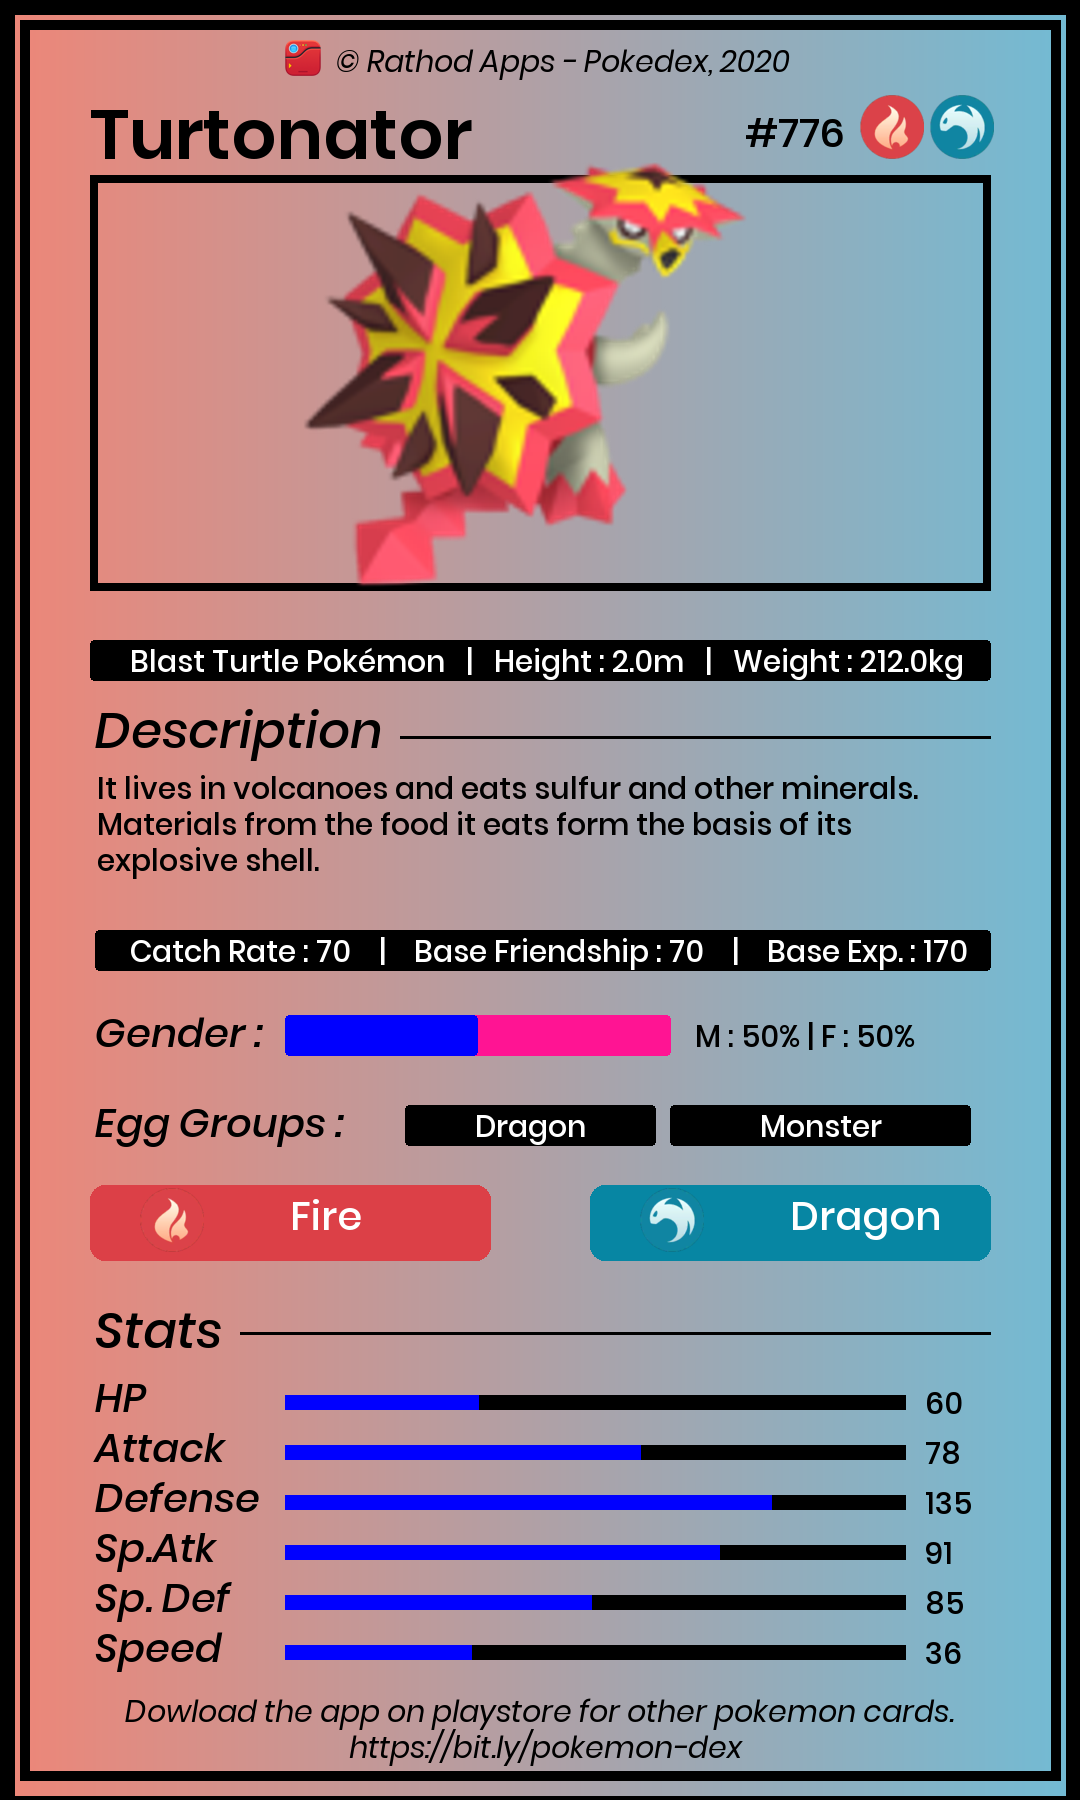 © Rathod Apps - Pokedex, 2020
Turtonator #776
Blast Turtle Pokémon | Height : 2.0m | Weight : 212.0kg
Description
It lives in volcanoes and eats sulfur and other minerals.
Materials from the food it eats form the basis of its
explosive shell.
Catch Rate : 70 | Base Friendship : 70 | Base Exp. : 170
Gender : M : 50% | F : 50%
Egg Groups : Dragon Monster
Fire Dragon
Stats
HP 60
Attack 78
Defense 135
Sp.Atk 91
Sp. Def 85
Speed 36
Dowload the app on playstore for other pokemon cards.
https://bit.ly/pokemon-dex